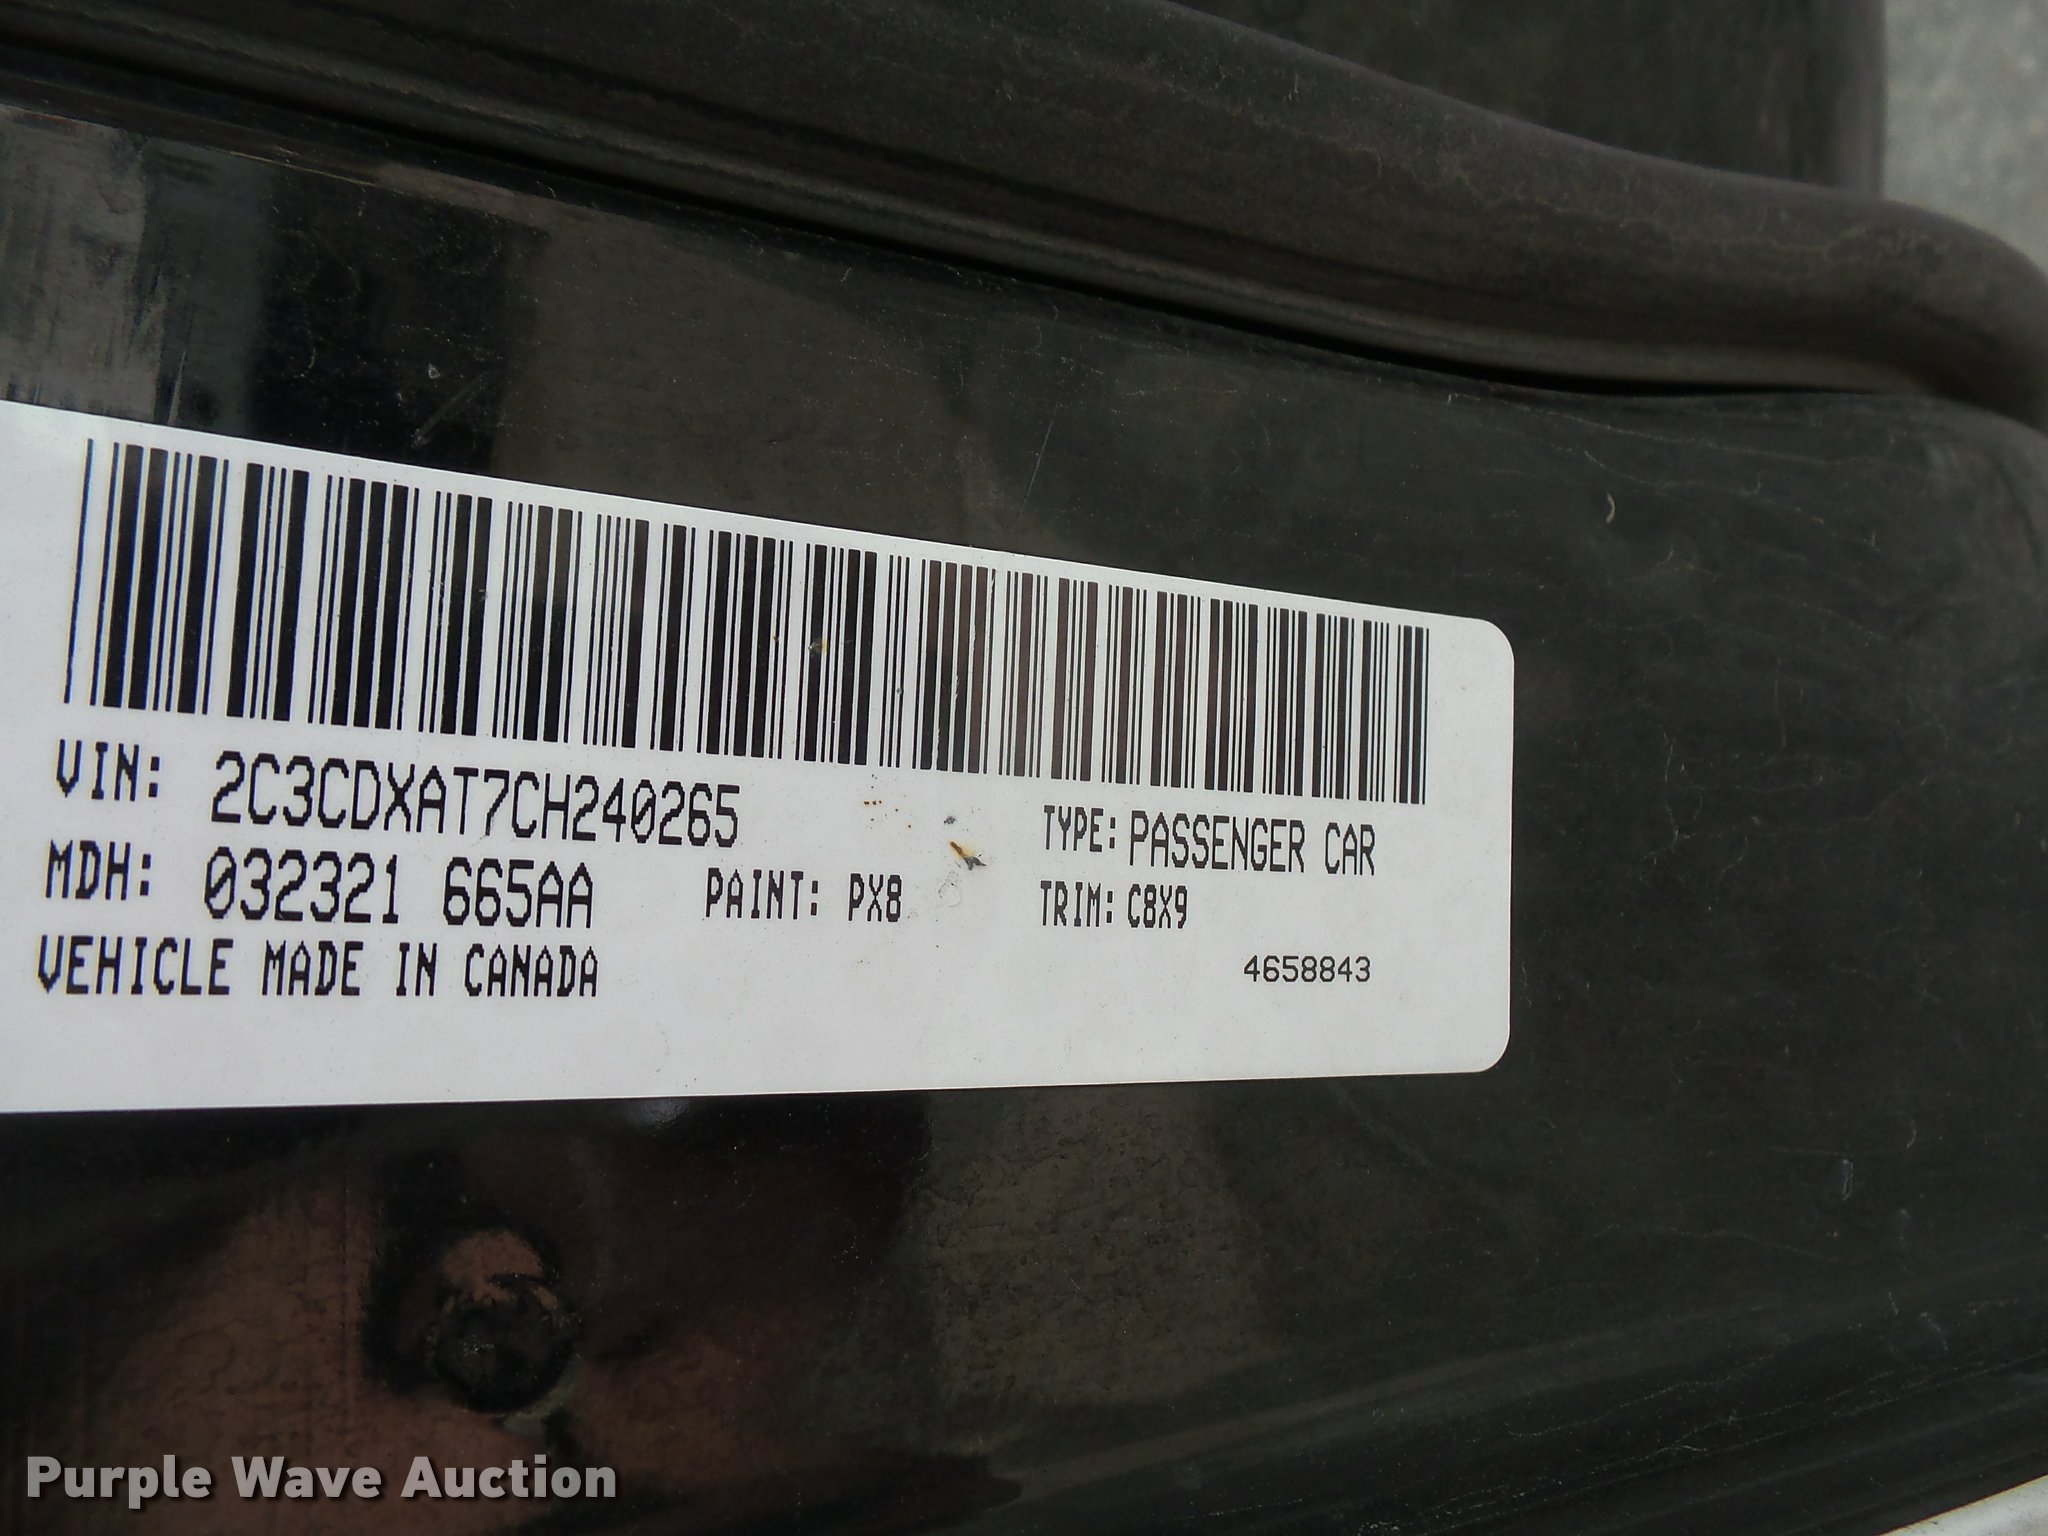 VIN: 2C3CDXAT7CH240265
TYPE: PASSENGER CAR
MDH: 032321 665AA
PAINT: PX8
TRIM: C8X9
VEHICLE MADE IN CANADA
4658843
Purple Wave Auction